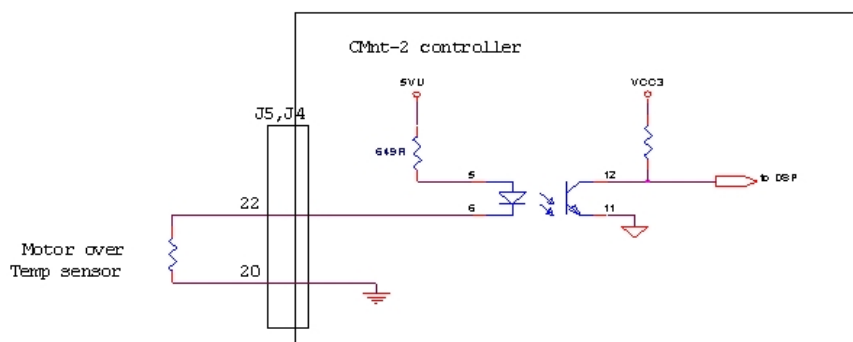 CMnt-2 controller
5VU
VCC3
J5,J4
649R
5
12
to DSP
22
6
11
Motor over
Temp sensor
20